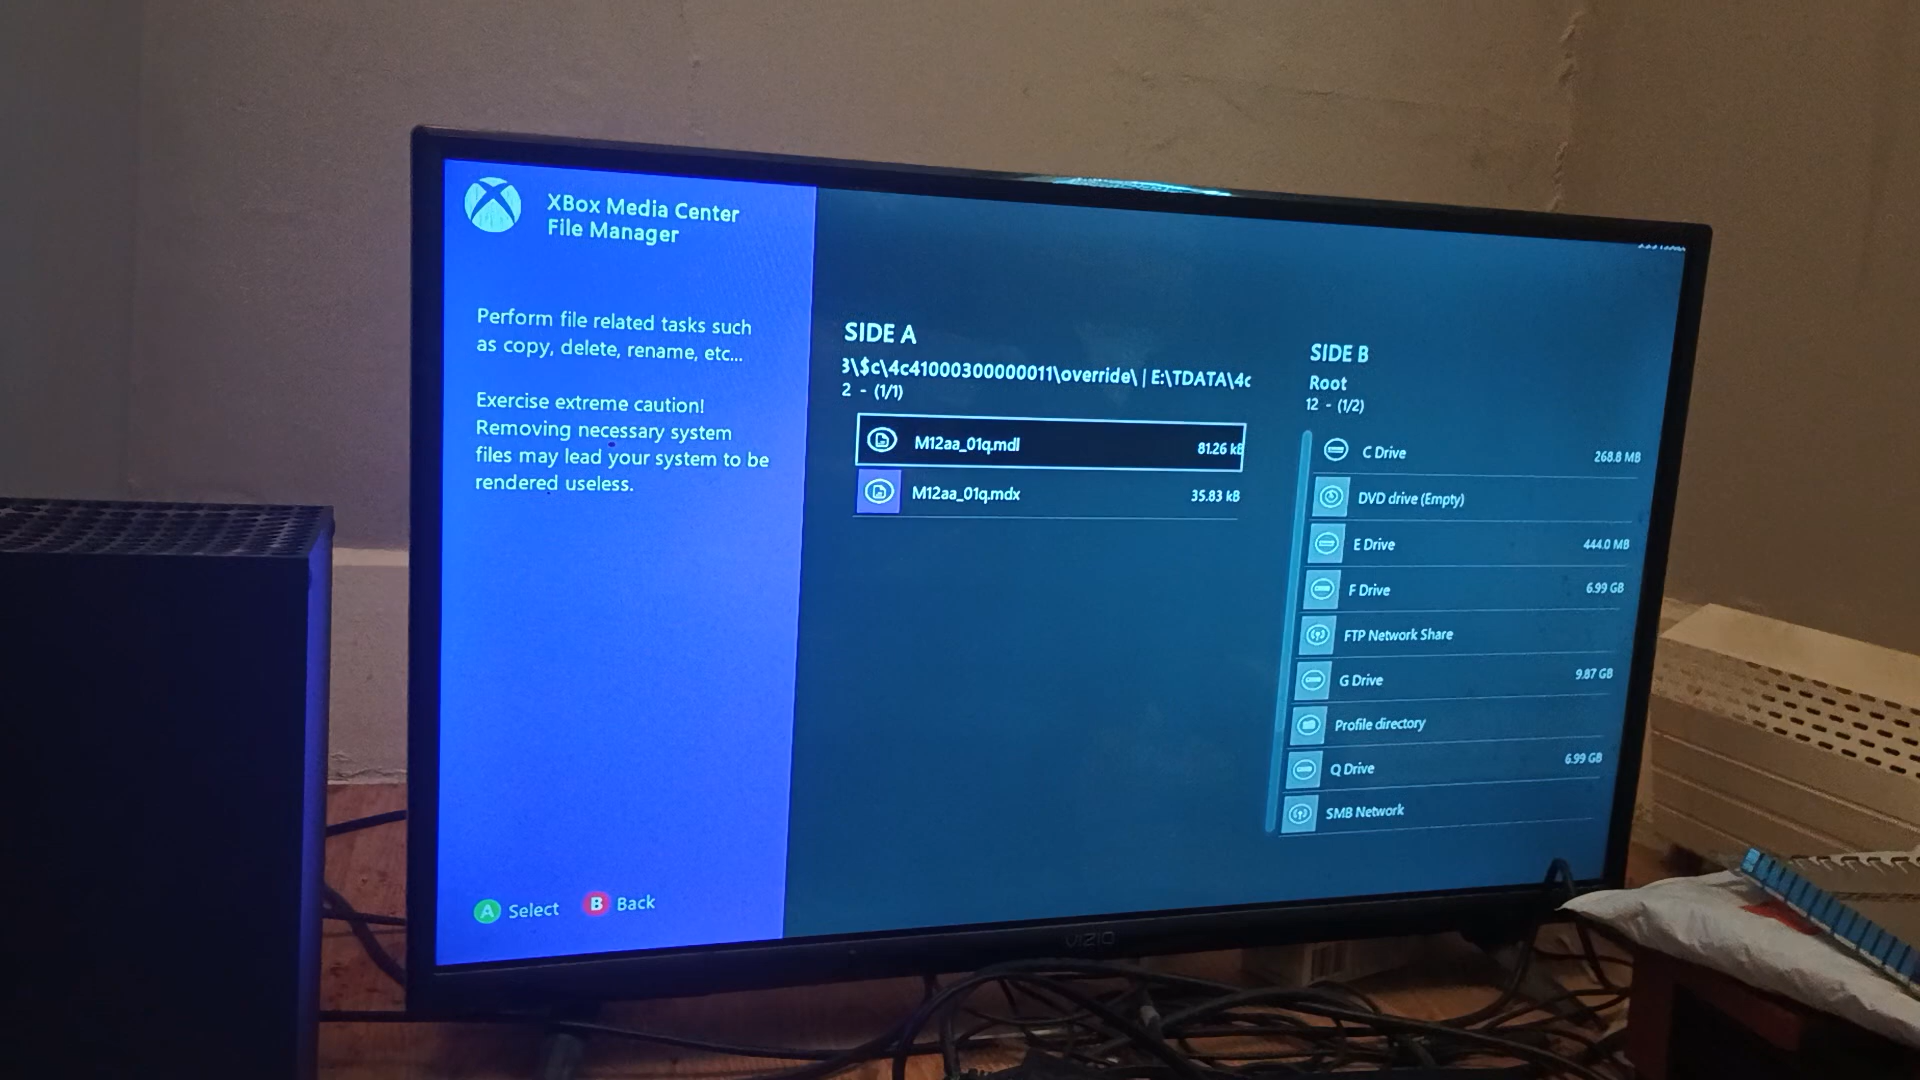 XBox Media Center
File Manager
Perform file related tasks such
as copy, delete, rename, etc...
Exercise extreme caution!
Removing necessary system
files may lead your system to be
rendered useless.
A Select B Back
SIDE A
3\$c\4c41000300000011\override\ | E:\TDATA\4c
2 - (1/1)
M12aa_01q.mdl 81.26 kB
M12aa_01q.mdx 35.83 kB
SIDE B
Root
12 - (1/2)
C Drive 268.8 MB
DVD drive (Empty)
E Drive 444.0 MB
F Drive 6.99 GB
FTP Network Share
G Drive 9.87 GB
Profile directory
Q Drive 6.99 GB
SMB Network
VIZIO